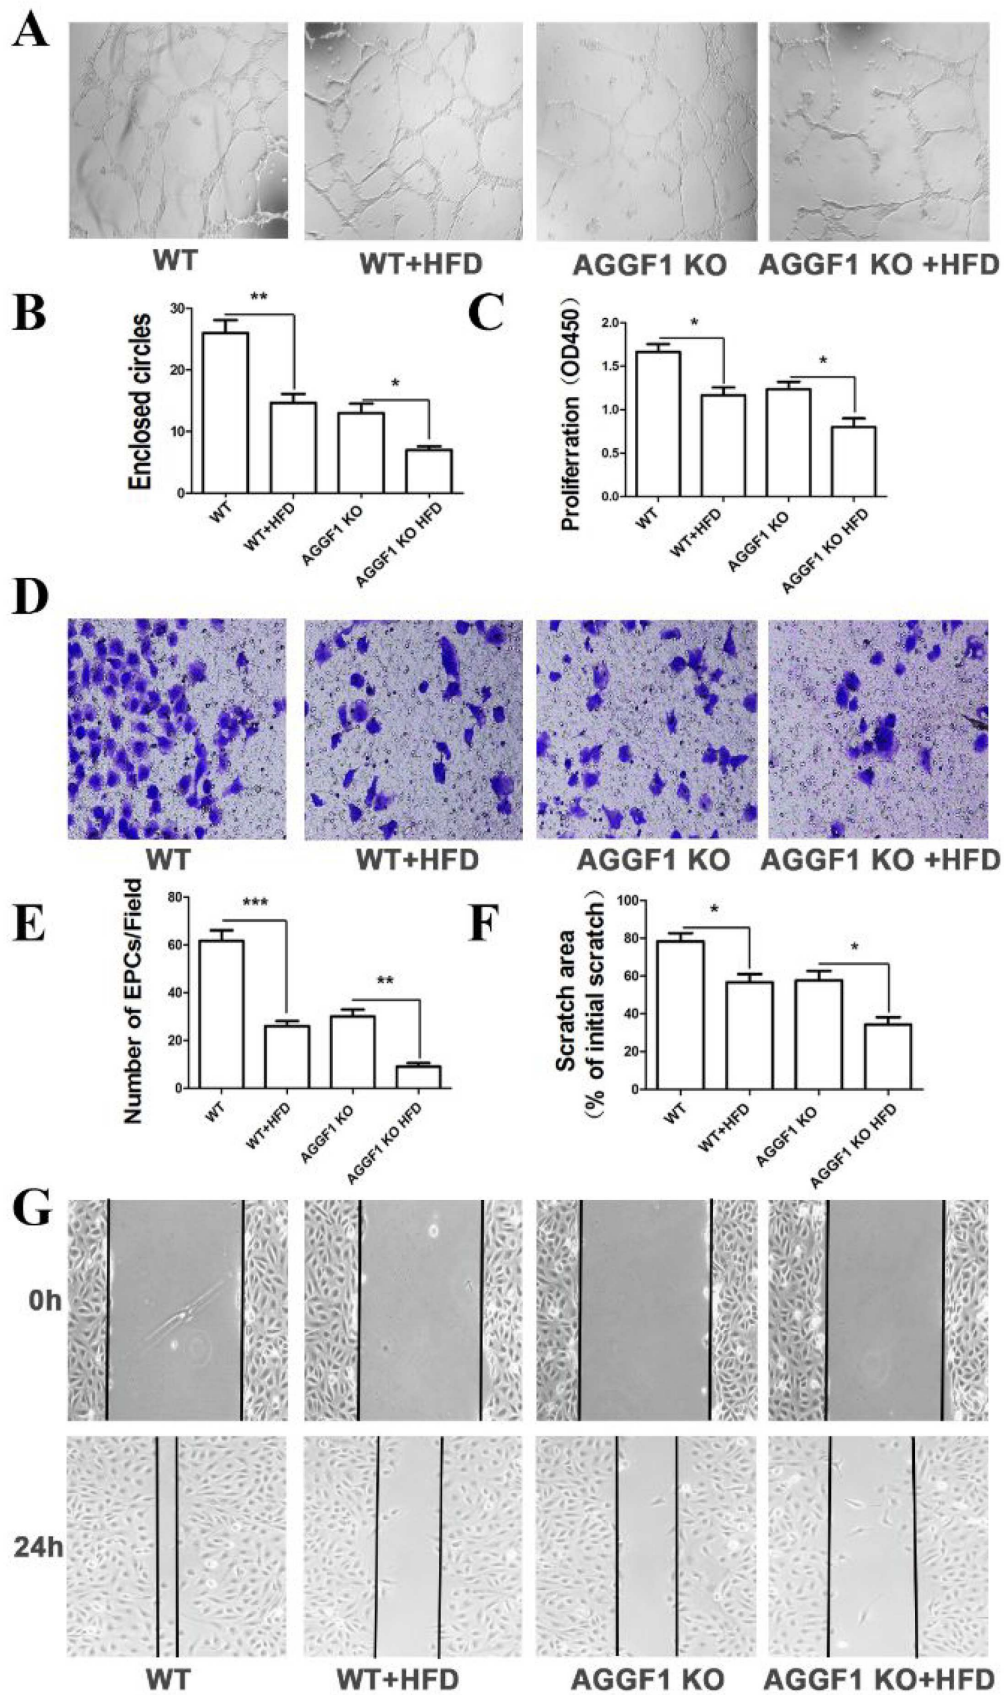 A
WT
WT+HFD
AGGF1 KO
AGGF1 KO +HFD
B
Enclosed circles
30
20
10
0
**
*
WT
WT+HFD
AGGF1 KO
AGGF1 KO HFD
C
Proliferration (OD450)
2.0
1.5
1.0
0.5
0.0
*
*
WT
WT+HFD
AGGF1 KO
AGGF1 KO HFD
D
WT
WT+HFD
AGGF1 KO
AGGF1 KO +HFD
E
Number of EPCs/Field
80
60
40
20
0
***
**
WT
WT+HFD
AGGF1 KO
AGGF1 KO HFD
F
Scratch area
(% of initial scratch)
100
80
60
40
20
0
*
*
WT
WT+HFD
AGGF1 KO
AGGF1 KO HFD
G
0h
24h
WT
WT+HFD
AGGF1 KO
AGGF1 KO+HFD